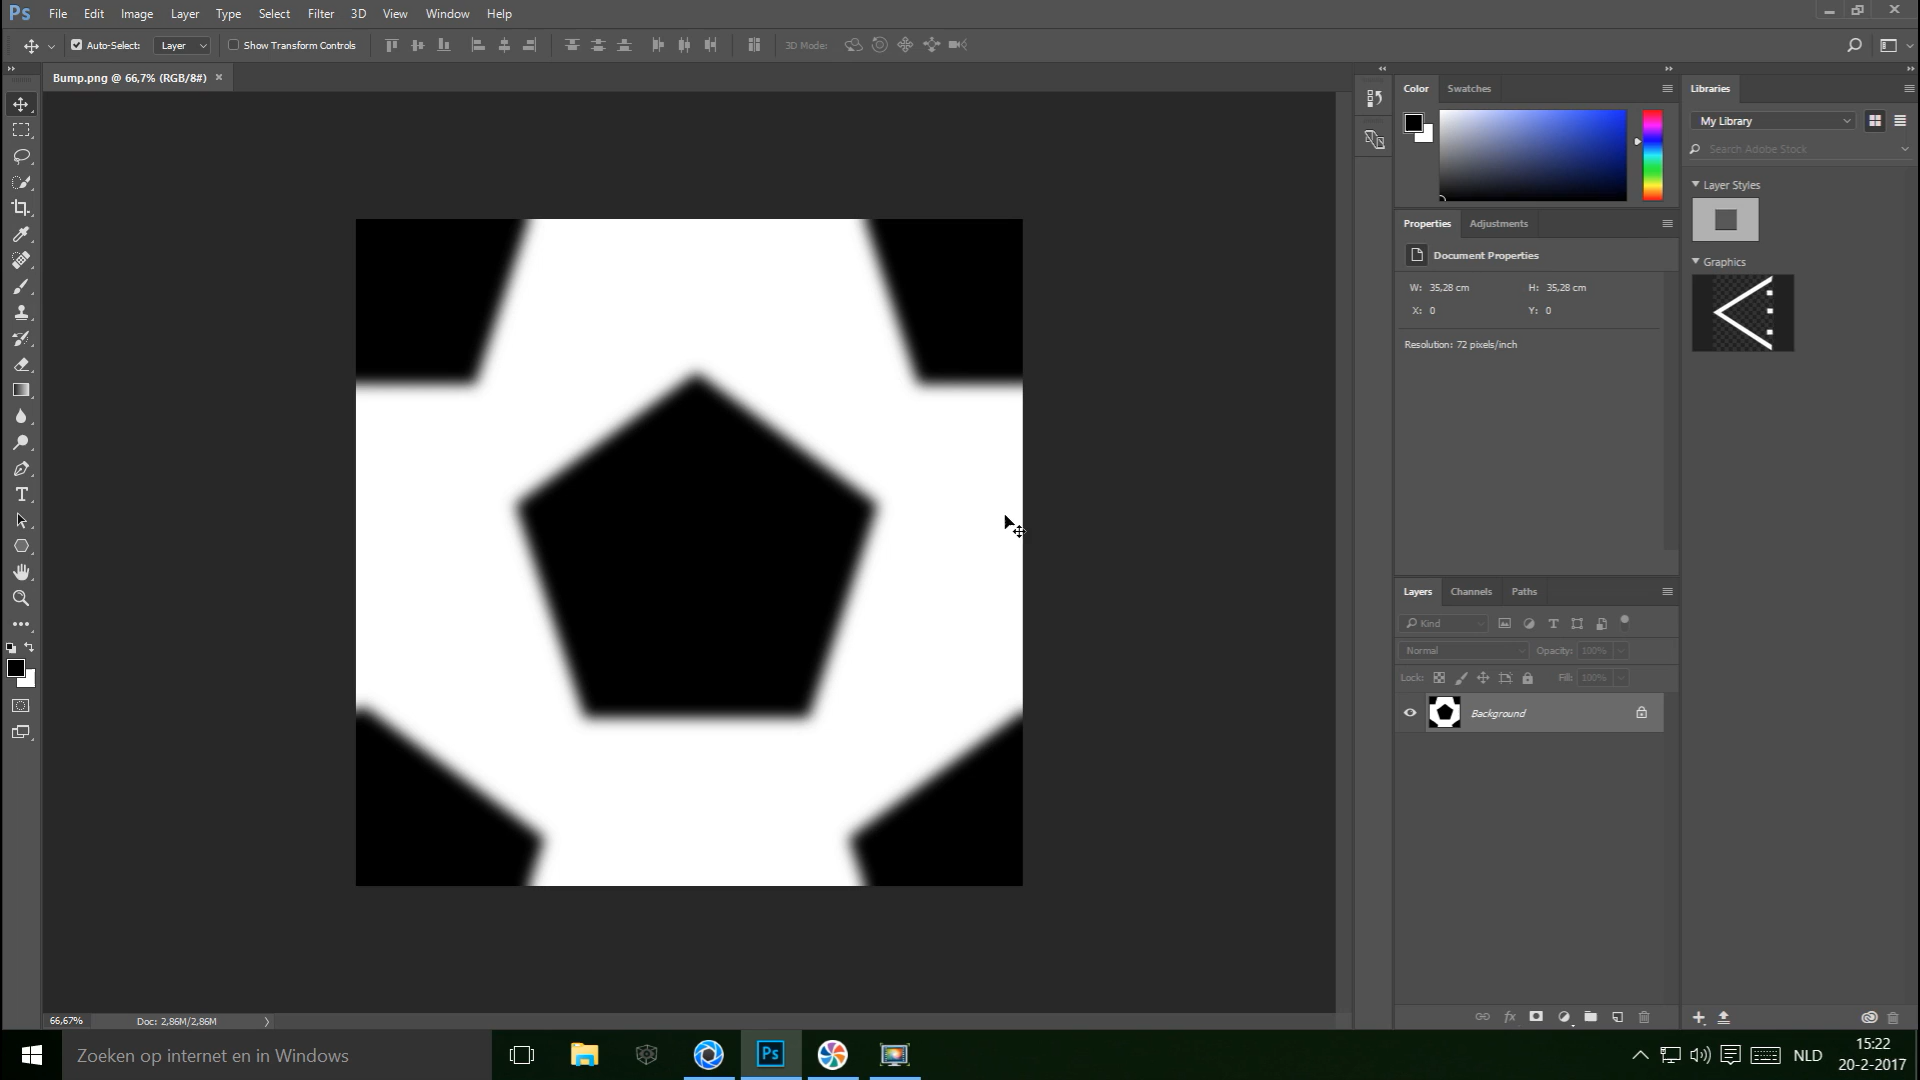 Ps File Edit Image Layer Type Select Filter 3D View Window Help
Auto-Select: Layer Show Transform Controls 3D Mode:
Bump.png @ 66,7% (RGB/8#) ×
Color Swatches
Properties Adjustments
Document Properties
W: 35,28 cm H: 35,28 cm
X: 0 Y: 0
Resolution: 72 pixels/inch
Layers Channels Paths
Kind
Normal Opacity: 100%
Lock: Fill: 100%
Background
fx
Libraries
My Library
Search Adobe Stock
Layer Styles
Graphics
66,67% Doc: 2,86M/2,86M
Zoeken op internet en in Windows
Ps
NLD
15:22
20-2-2017